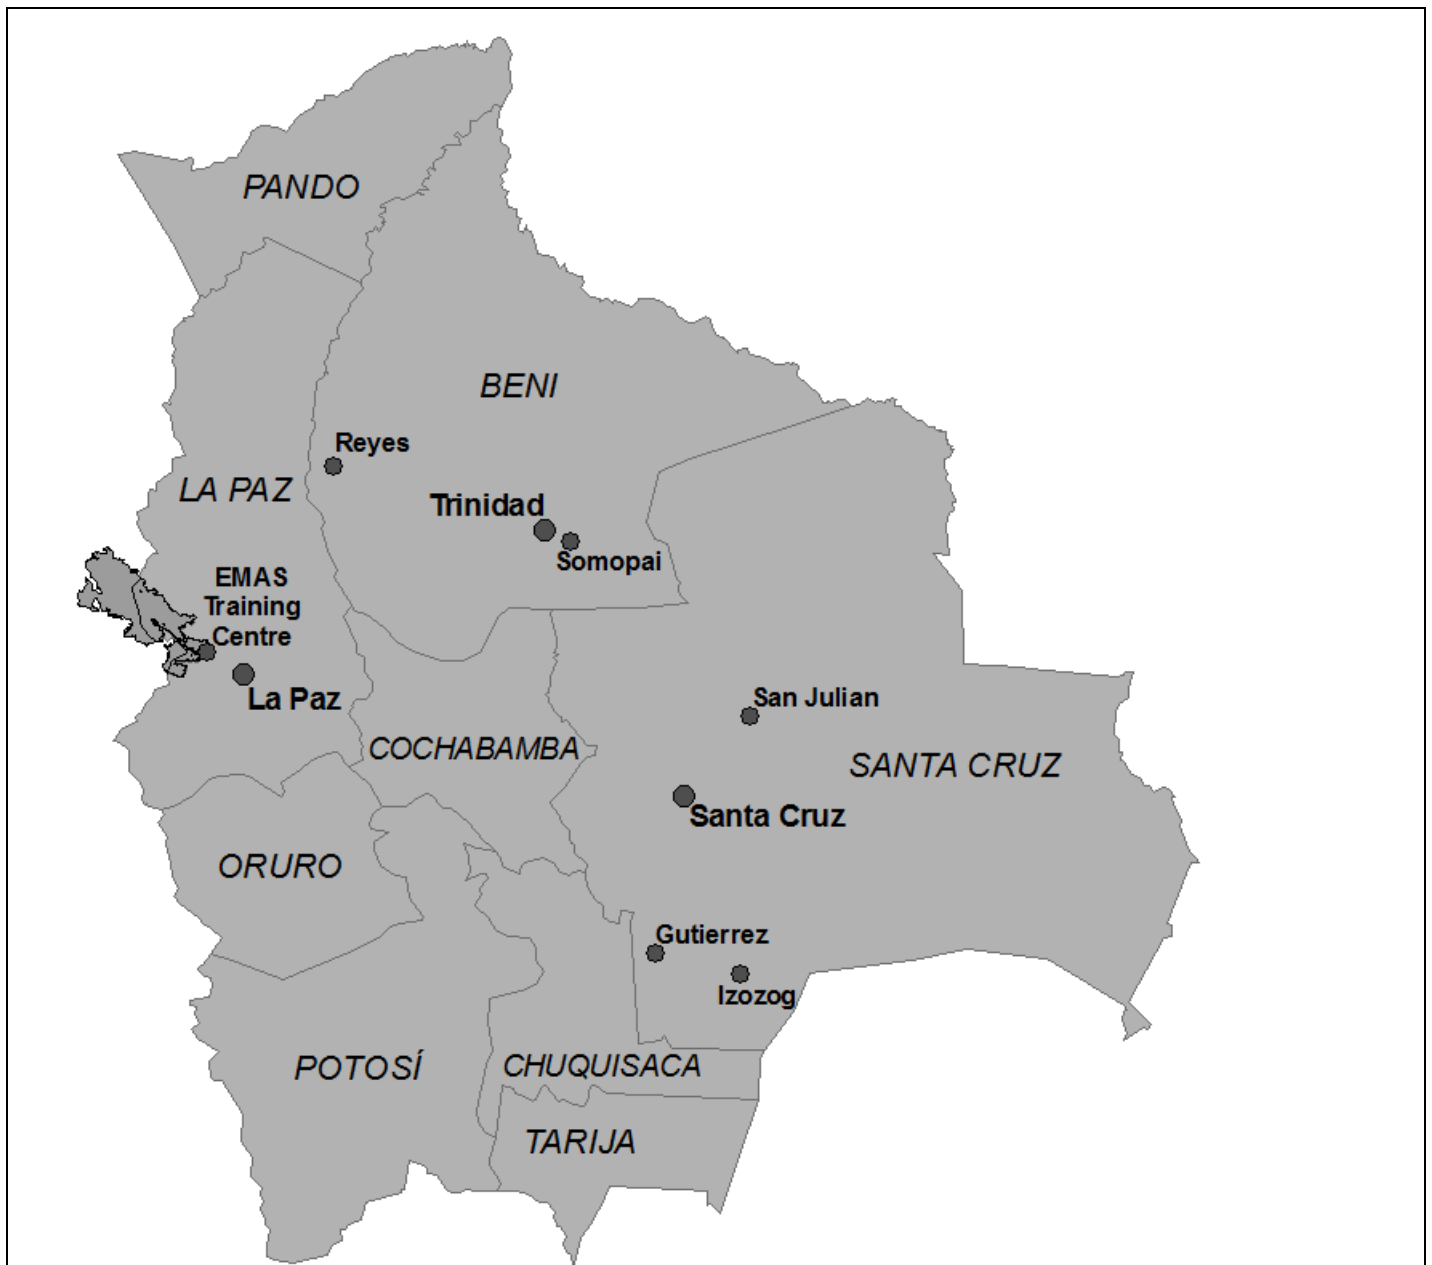 PANDO
BENI
Reyes
LA PAZ
Trinidad
Somopai
EMAS
Training
Centre
La Paz
San Julian
COCHABAMBA
SANTA CRUZ
Santa Cruz
ORURO
Gutierrez
Izozog
POTOSÍ
CHUQUISACA
TARIJA